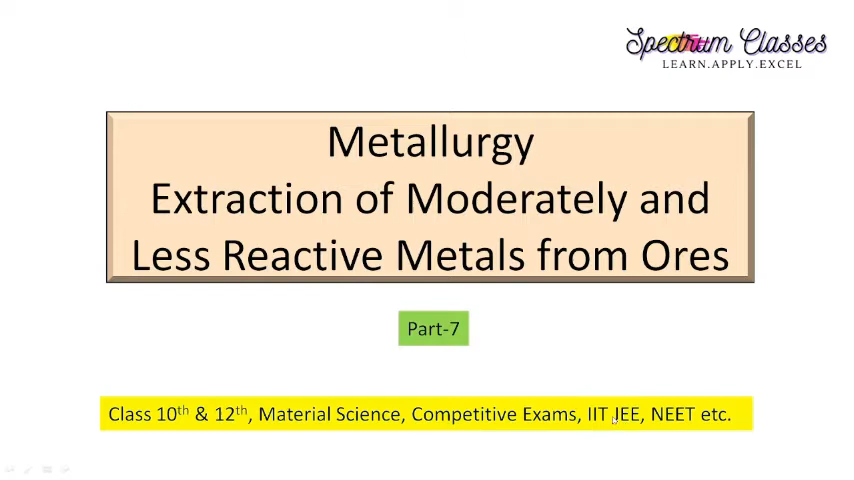 Spectrum Classes
LEARN.APPLY.EXCEL
Metallurgy
Extraction of Moderately and
Less Reactive Metals from Ores
Part-7
Class 10th & 12th, Material Science, Competitive Exams, IIT JEE, NEET etc.